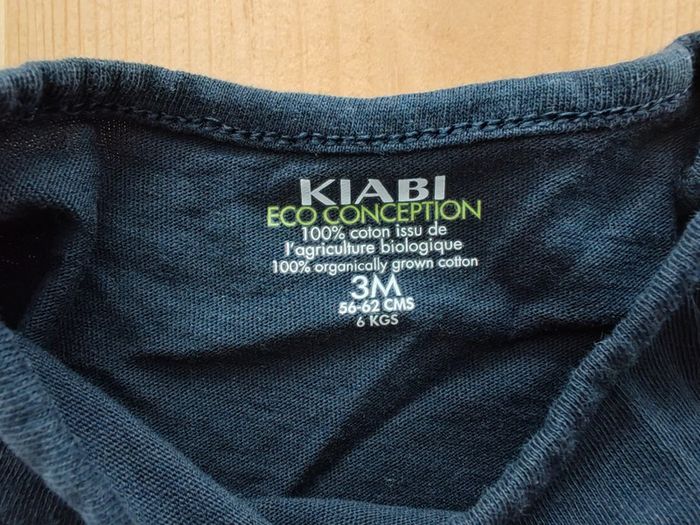 KIABI
ECO CONCEPTION
100% coton issu de
l'agriculture biologique
100% organically grown cotton
3M
56-62 CMS
6 KGS